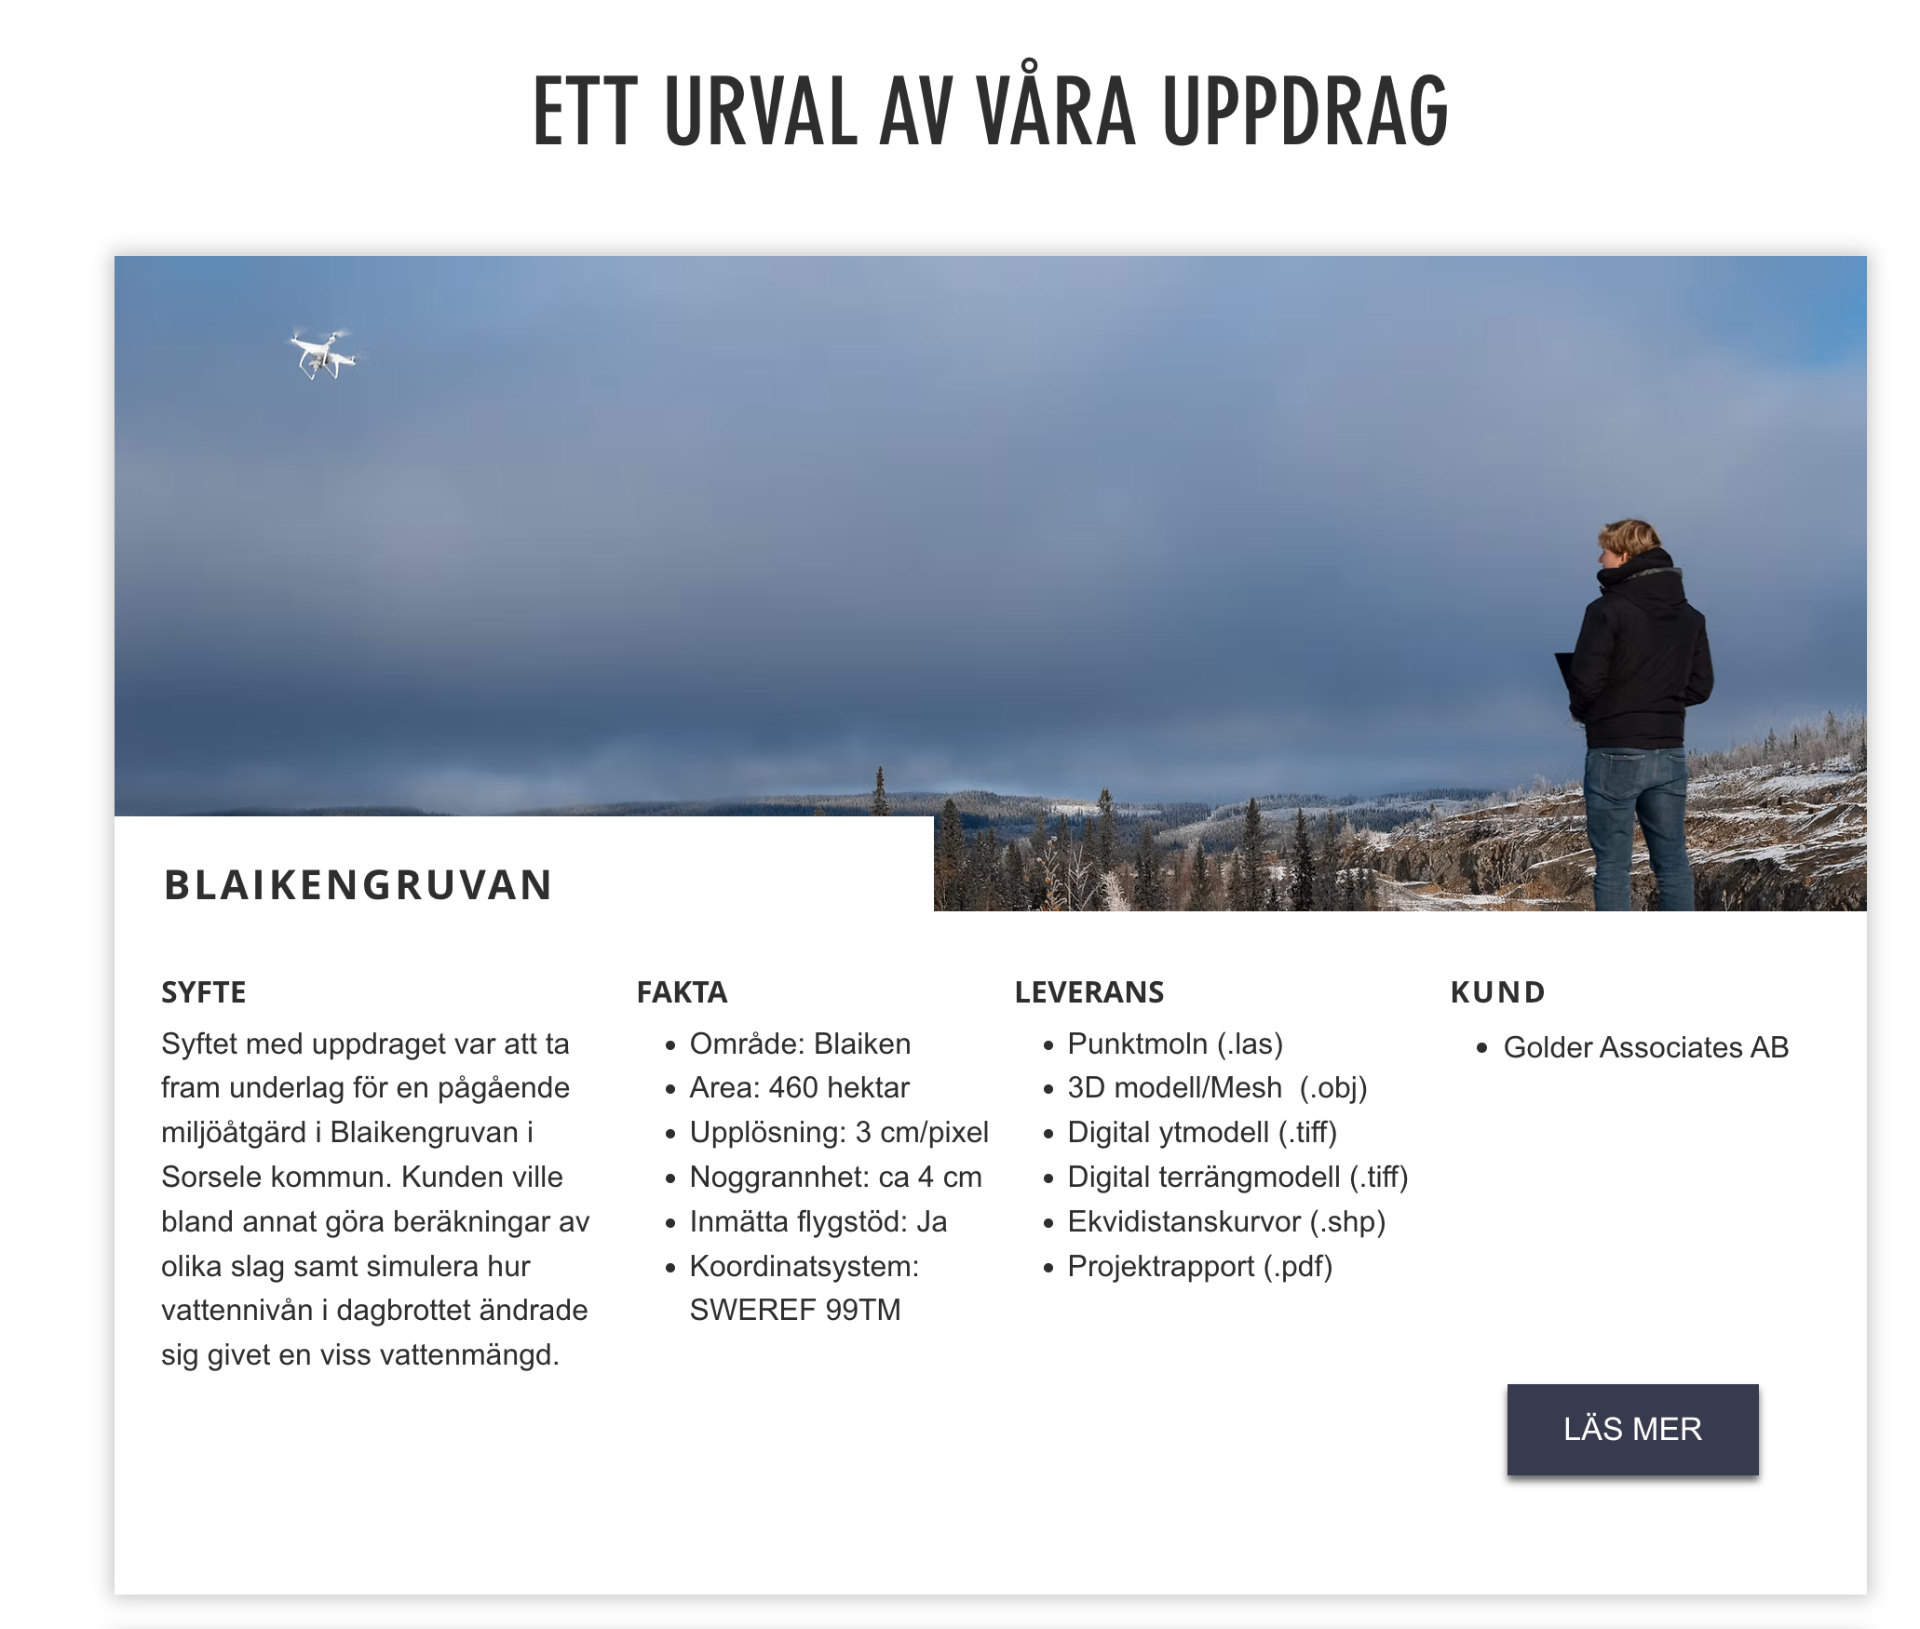 ETT URVAL AV VÅRA UPPDRAG
BLAIKENGRUVAN
SYFTE
Syftet med uppdraget var att ta
fram underlag för en pågående
miljöåtgärd i Blaikengruvan i
Sorsele kommun. Kunden ville
bland annat göra beräkningar av
olika slag samt simulera hur
vattennivån i dagbrottet ändrade
sig givet en viss vattenmängd.
FAKTA
• Område: Blaiken
• Area: 460 hektar
• Upplösning: 3 cm/pixel
• Noggrannhet: ca 4 cm
• Inmätta flygstöd: Ja
• Koordinatsystem:
SWEREF 99TM
LEVERANS
• Punktmoln (.las)
• 3D modell/Mesh  (.obj)
• Digital ytmodell (.tiff)
• Digital terrängmodell (.tiff)
• Ekvidistanskurvor (.shp)
• Projektrapport (.pdf)
KUND
• Golder Associates AB
LÄS MER